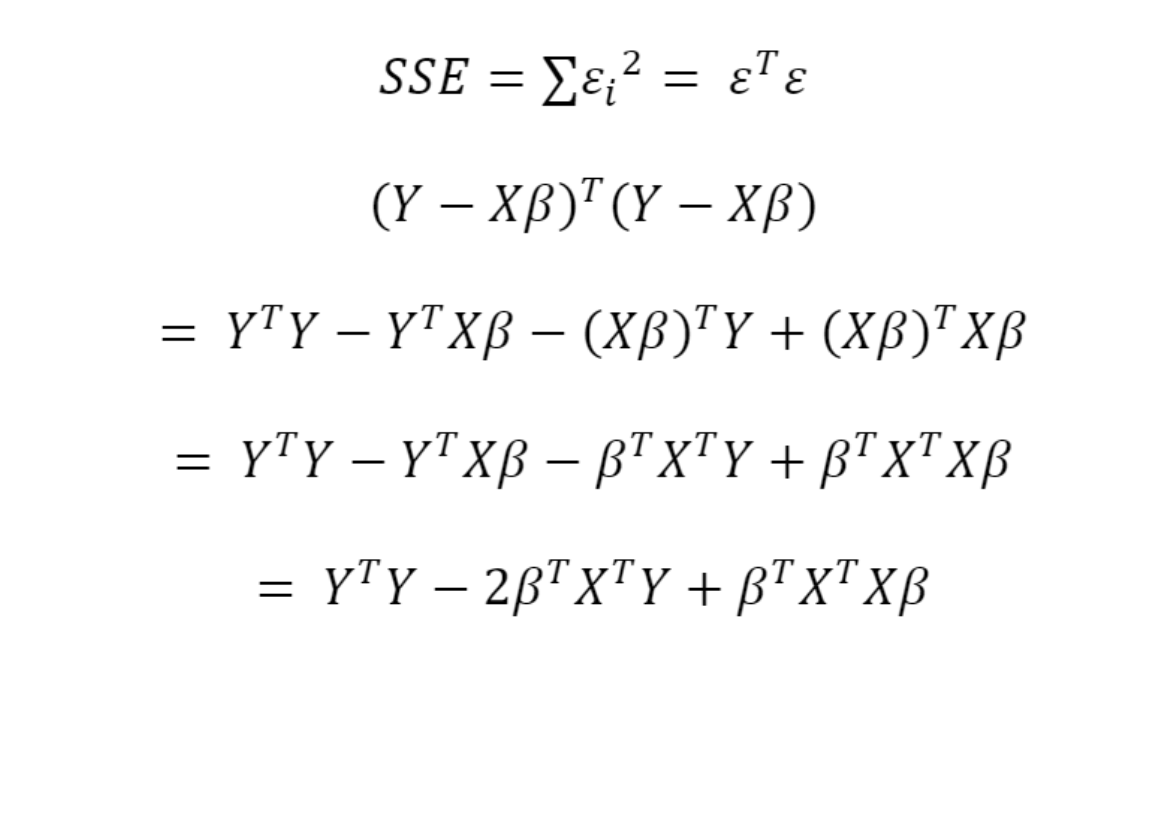 SSE = ∑εᵢ² = εᵀε
(Y − Xβ)ᵀ(Y − Xβ)
= YᵀY − YᵀXβ − (Xβ)ᵀY + (Xβ)ᵀXβ
= YᵀY − YᵀXβ − βᵀXᵀY + βᵀXᵀXβ
= YᵀY − 2βᵀXᵀY + βᵀXᵀXβ